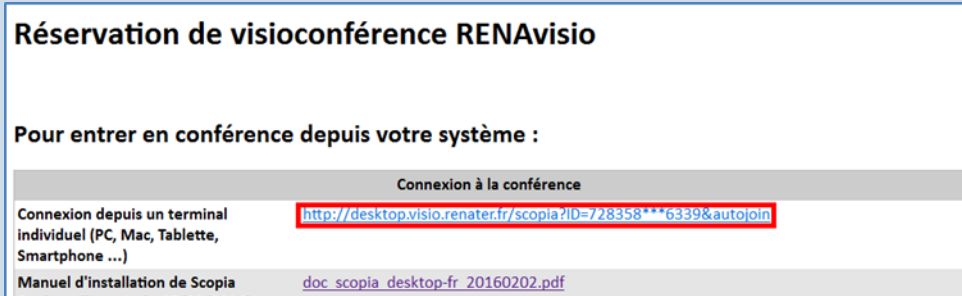 Réservation de visioconférence RENAvisio
Pour entrer en conférence depuis votre système :
Connexion à la conférence
Connexion depuis un terminal
individuel (PC, Mac, Tablette,
Smartphone ...)
http://desktop.visio.renater.fr/scopia?ID=728358***6339&autojoin
Manuel d'installation de Scopia
doc_scopia_desktop-fr_20160202.pdf